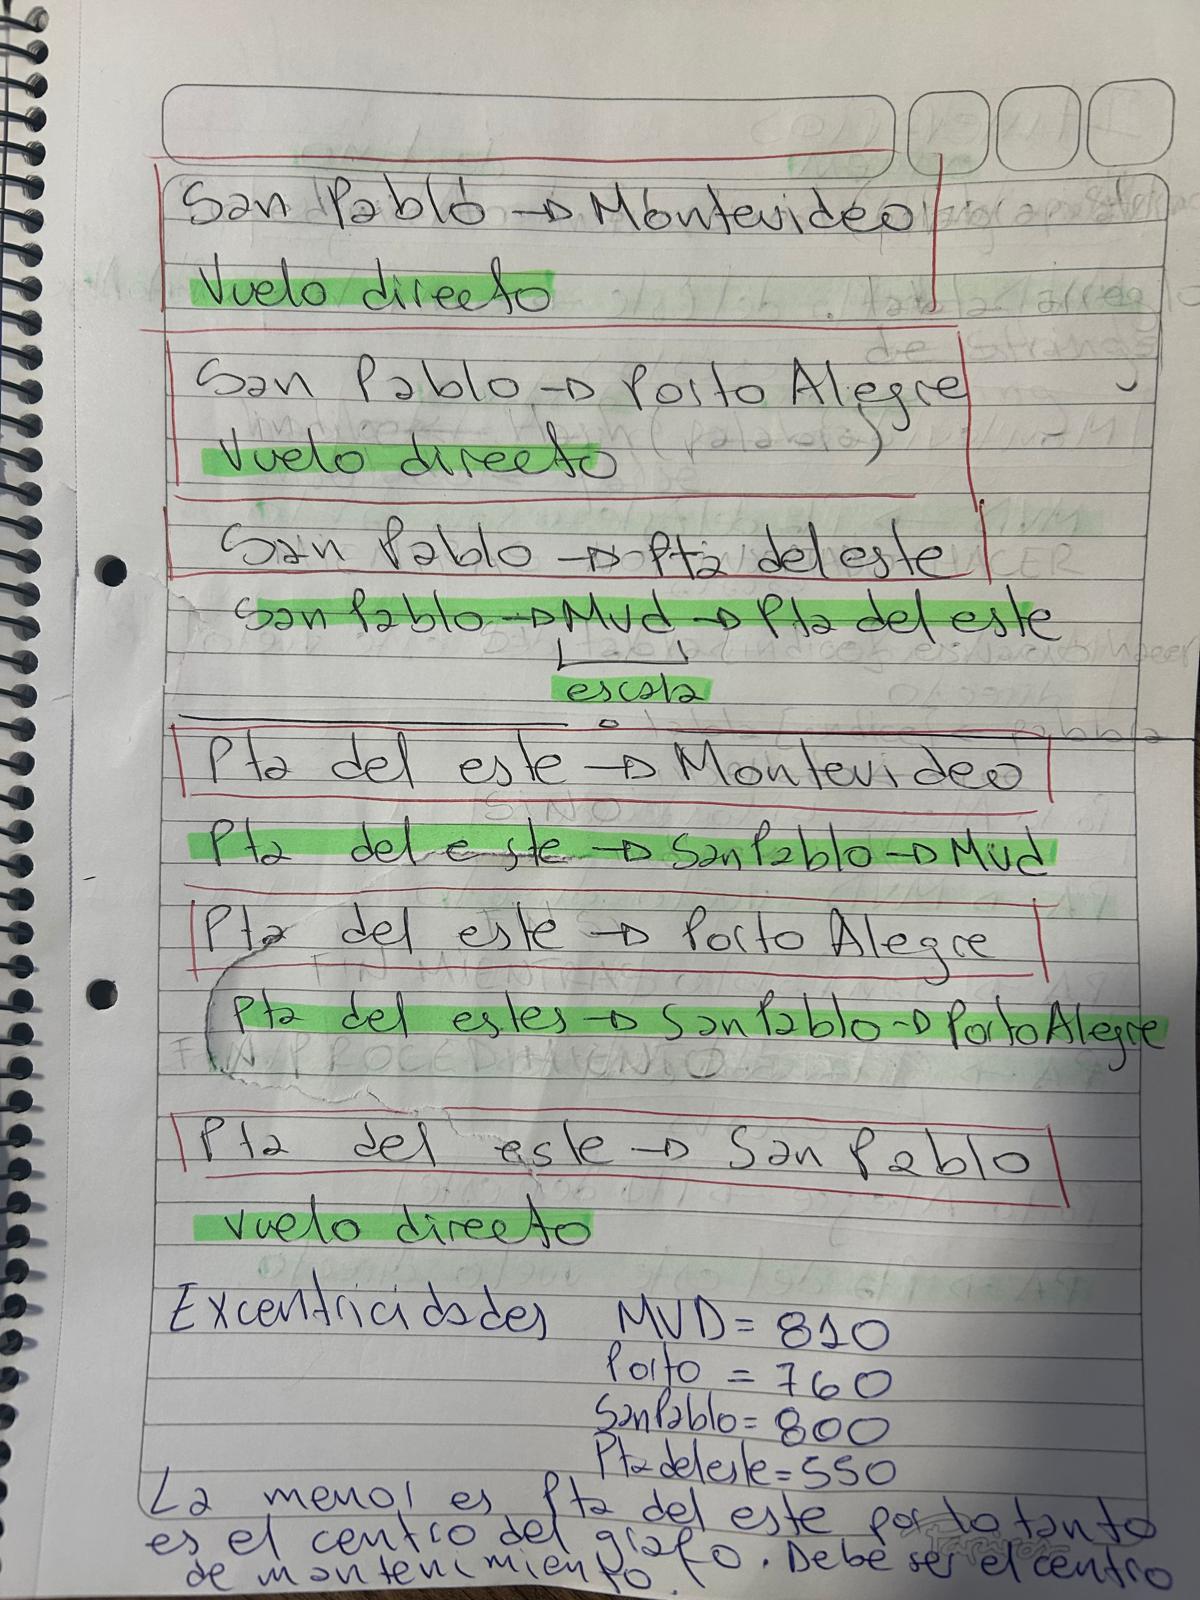 San Pablo → Montevideo
Vuelo directo
San Pablo → Porto Alegre
Vuelo directo
San Pablo → Pta del este
San Pablo → Mvd → Pta del este
escala
Pta del este → Montevideo
Pta del este → San Pablo → Mvd
Pta del este → Porto Alegre
Pta del estes → San Pablo → Porto Alegre
Pta del este → San Pablo
vuelo directo
Excentricidades MVD = 810
Porto = 760
San Pablo = 800
Pta del este = 550
La menor es Pta del este por lo tanto
es el centro del grafo. Debe ser el centro
de mantenimiento.